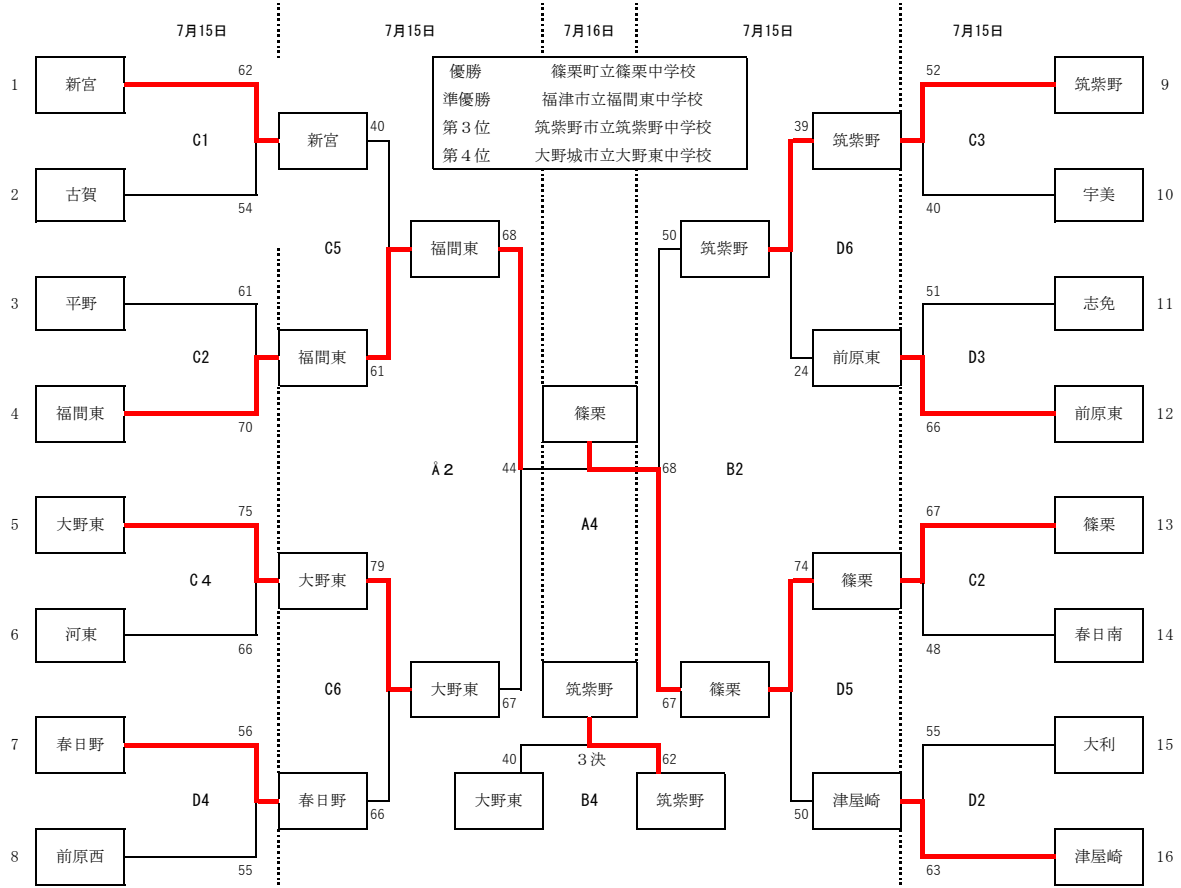 7月15日 7月15日 7月16日 7月15日 7月15日
優勝 篠栗町立篠栗中学校
準優勝 福津市立福間東中学校
第３位 筑紫野市立筑紫野中学校
第４位 大野城市立大野東中学校
1 新宮 62
C1
2 古賀 54
新宮 40
C5
3 平野 61
C2
4 福間東 70
福間東 61
福間東 68
Å２
5 大野東 75
C４
6 河東 66
大野東 79
C6
7 春日野 56
D4
8 前原西 55
春日野 66
大野東 67
篠栗
44 68
A4
筑紫野
40 ３決 62
大野東 B4 筑紫野
52 筑紫野 9
C3
40 宇美 10
39 筑紫野
D6
51 志免 11
D3
66 前原東 12
24 前原東
50 筑紫野
B2
67 篠栗 13
C2
48 春日南 14
74 篠栗
D5
55 大利 15
D2
63 津屋崎 16
50 津屋崎
67 篠栗